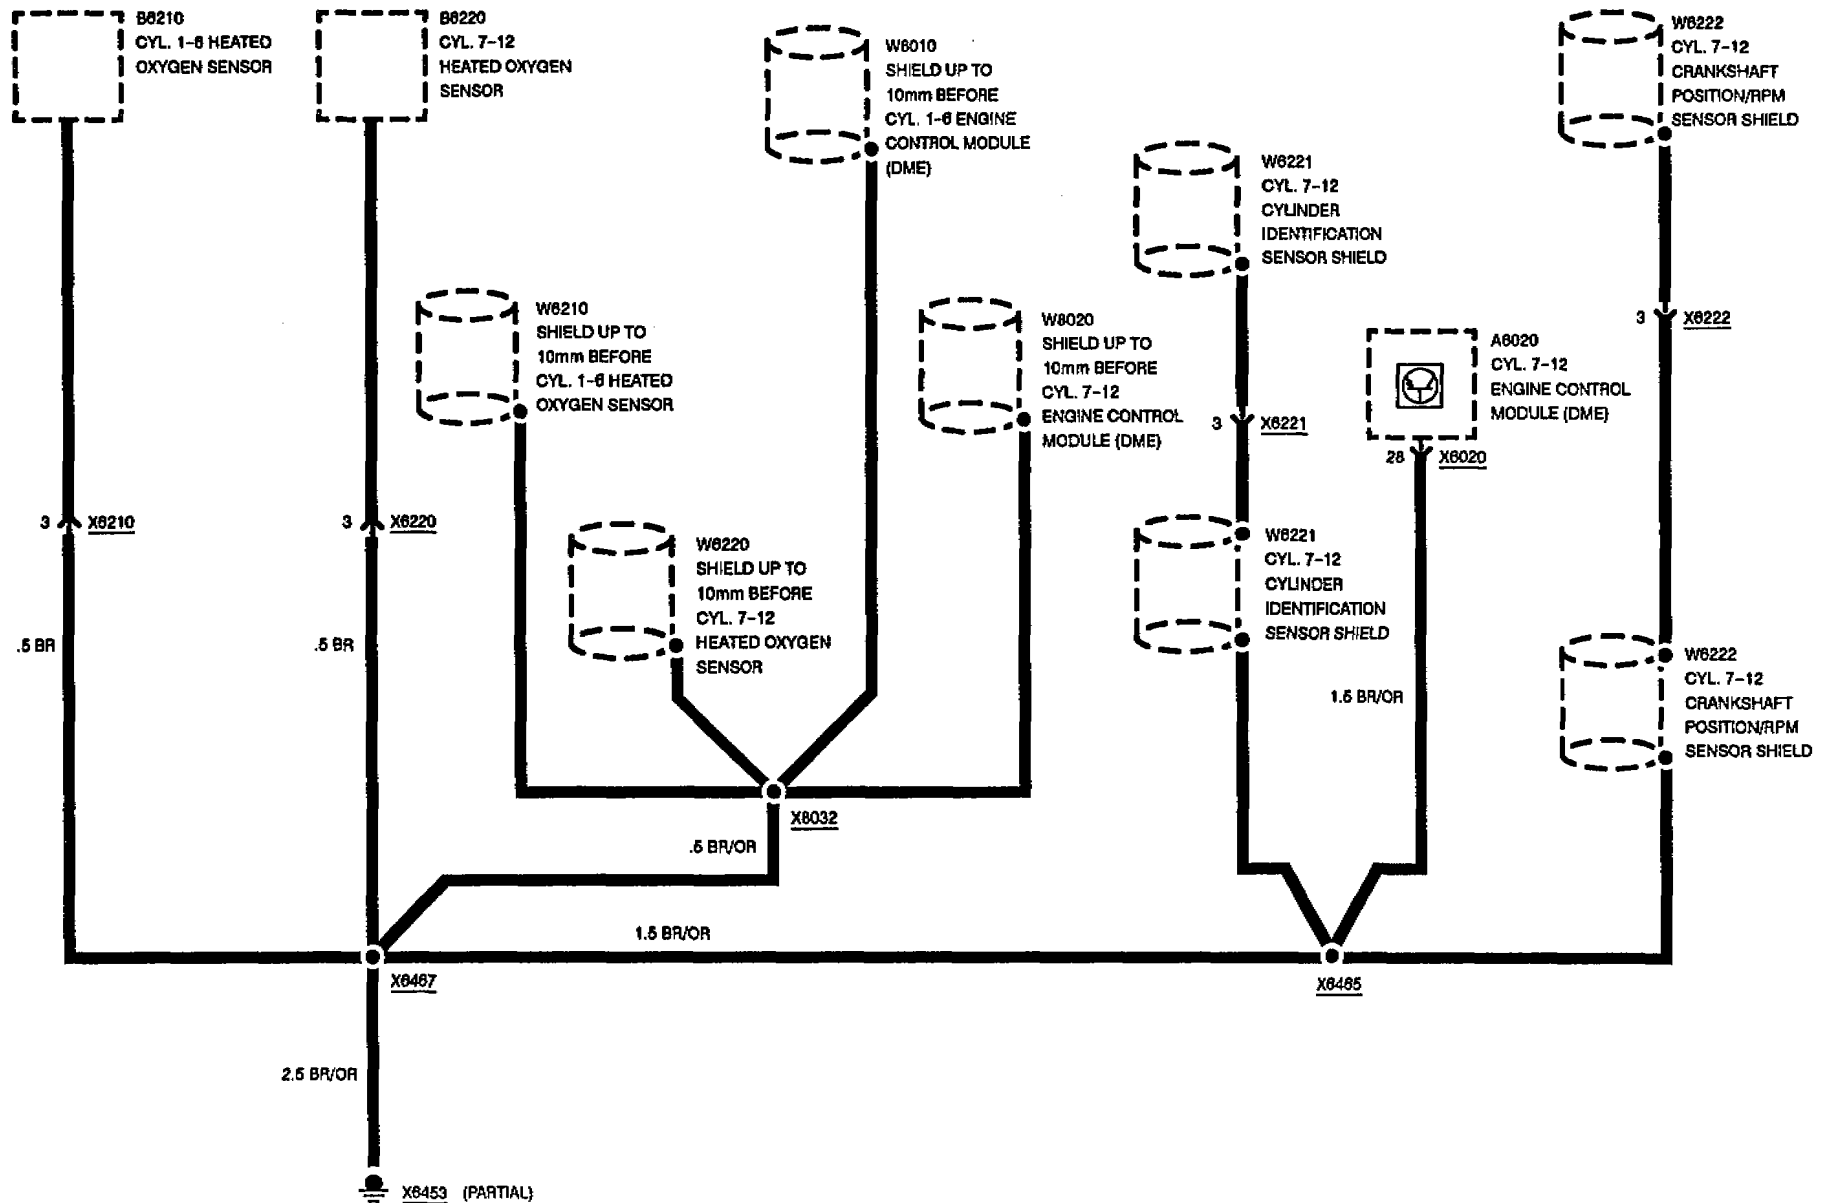 B6210
CYL. 1-6 HEATED
OXYGEN SENSOR
B6220
CYL. 7-12
HEATED OXYGEN
SENSOR
W6010
SHIELD UP TO
10mm BEFORE
CYL. 1-6 ENGINE
CONTROL MODULE
(DME)
W6221
CYL. 7-12
CYLINDER
IDENTIFICATION
SENSOR SHIELD
W6222
CYL. 7-12
CRANKSHAFT
POSITION/RPM
SENSOR SHIELD
W6210
SHIELD UP TO
10mm BEFORE
CYL. 1-6 HEATED
OXYGEN SENSOR
W8020
SHIELD UP TO
10mm BEFORE
CYL. 7-12
ENGINE CONTROL
MODULE (DME)
3 X6222
A6020
CYL. 7-12
ENGINE CONTROL
MODULE (DME)
3 X6221
28 X6020
3 X6210
3 X6220
W6220
SHIELD UP TO
10mm BEFORE
CYL. 7-12
HEATED OXYGEN
SENSOR
W6221
CYL. 7-12
CYLINDER
IDENTIFICATION
SENSOR SHIELD
.5 BR
.5 BR
1.5 BR/OR
W6222
CYL. 7-12
CRANKSHAFT
POSITION/RPM
SENSOR SHIELD
X8032
.5 BR/OR
1.5 BR/OR
X6467
X6465
2.5 BR/OR
X6453 (PARTIAL)